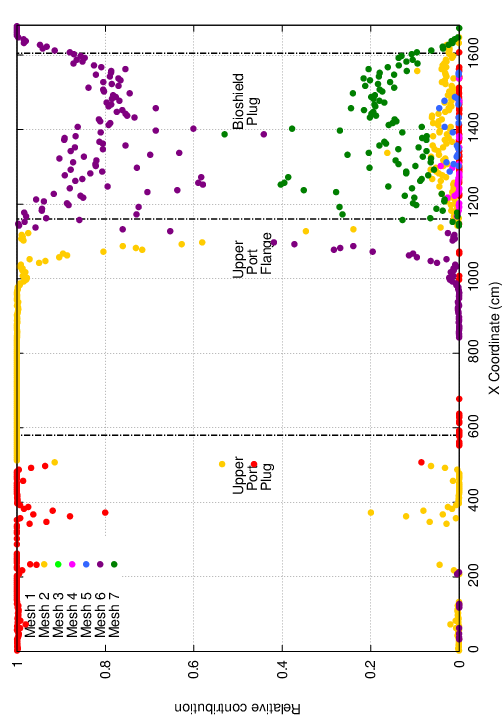 Relative contribution
1
0.8
0.6
0.4
0.2
0
0
200
400
600
800
1000
1200
1400
1600
X Coordinate (cm)
Mesh 1
Mesh 2
Mesh 3
Mesh 4
Mesh 5
Mesh 6
Mesh 7
Upper
Port
Plug
Upper
Port
Flange
Bioshield
Plug